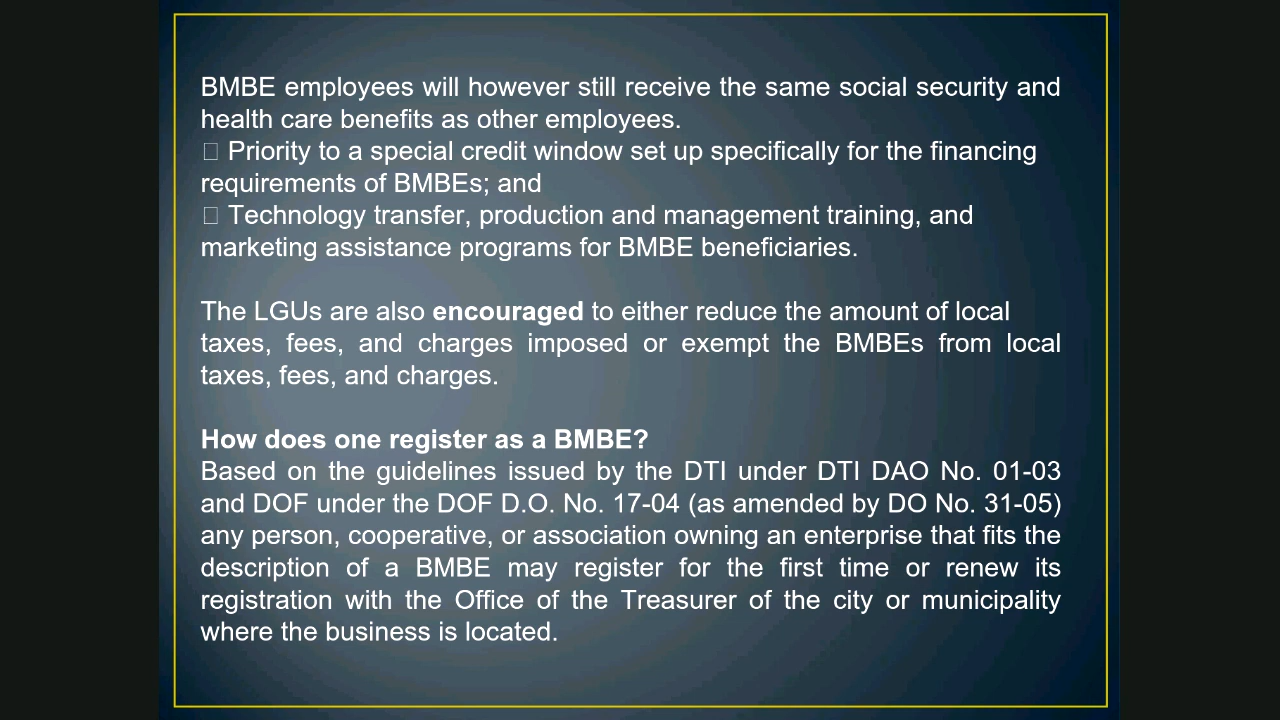 BMBE employees will however still receive the same social security and
health care benefits as other employees.
 Priority to a special credit window set up specifically for the financing
requirements of BMBEs; and
 Technology transfer, production and management training, and
marketing assistance programs for BMBE beneficiaries.
The LGUs are also encouraged to either reduce the amount of local
taxes, fees, and charges imposed or exempt the BMBEs from local
taxes, fees, and charges.
How does one register as a BMBE?
Based on the guidelines issued by the DTI under DTI DAO No. 01-03
and DOF under the DOF D.O. No. 17-04 (as amended by DO No. 31-05)
any person, cooperative, or association owning an enterprise that fits the
description of a BMBE may register for the first time or renew its
registration with the Office of the Treasurer of the city or municipality
where the business is located.